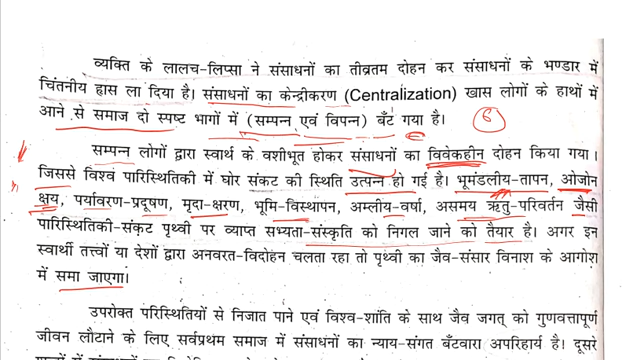 व्यक्ति के लालच-लिप्सा ने संसाधनों का तीव्रतम दोहन कर संसाधनों के भण्डार में
चिंतनीय ह्रास ला दिया है। संसाधनों का केन्द्रीकरण (Centralization) खास लोगों के हाथों में
आने से समाज दो स्पष्ट भागों में (सम्पन्न एवं विपन्न) बँट गया है।
सम्पन्न लोगों द्वारा स्वार्थ के वशीभूत होकर संसाधनों का विवेकहीन दोहन किया गया।
जिससे विश्व पारिस्थितिकी में घोर संकट की स्थिति उत्पन्न हो गई है। भूमंडलीय-तापन, ओजोन
क्षय, पर्यावरण-प्रदूषण, मृदा-क्षरण, भूमि-विस्थापन, अम्लीय-वर्षा, असमय ऋतु-परिवर्तन जैसी
पारिस्थितिकी-संकट पृथ्वी पर व्याप्त सभ्यता-संस्कृति को निगल जाने को तैयार है। अगर इन
स्वार्थी तत्त्वों या देशों द्वारा अनवरत-विदोहन चलता रहा तो पृथ्वी का जैव-संसार विनाश के आगोश
में समा जाएगा।
उपरोक्त परिस्थितियों से निजात पाने एवं विश्व-शांति के साथ जैव जगत् को गुणवत्तापूर्ण
जीवन लौटाने के लिए सर्वप्रथम समाज में संसाधनों का न्याय-संगत बँटवारा अपरिहार्य है। दूसरे